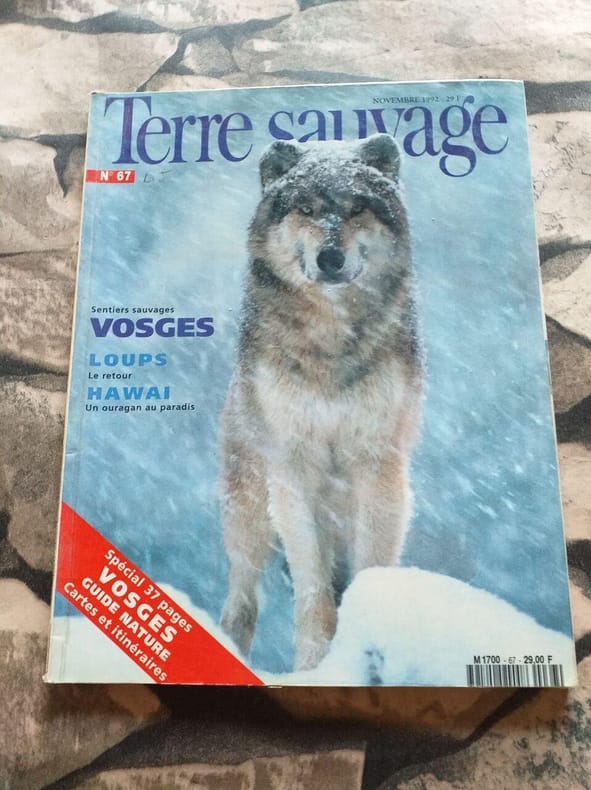 NOVEMBRE 1992 - 29 F
Terre sauvage
N° 67
Sentiers sauvages
VOSGES
LOUPS
Le retour
HAWAI
Un ouragan au paradis
Spécial 37 pages
VOSGES
GUIDE NATURE
Cartes et itinéraires
M 1700 - 67 - 29,00 F